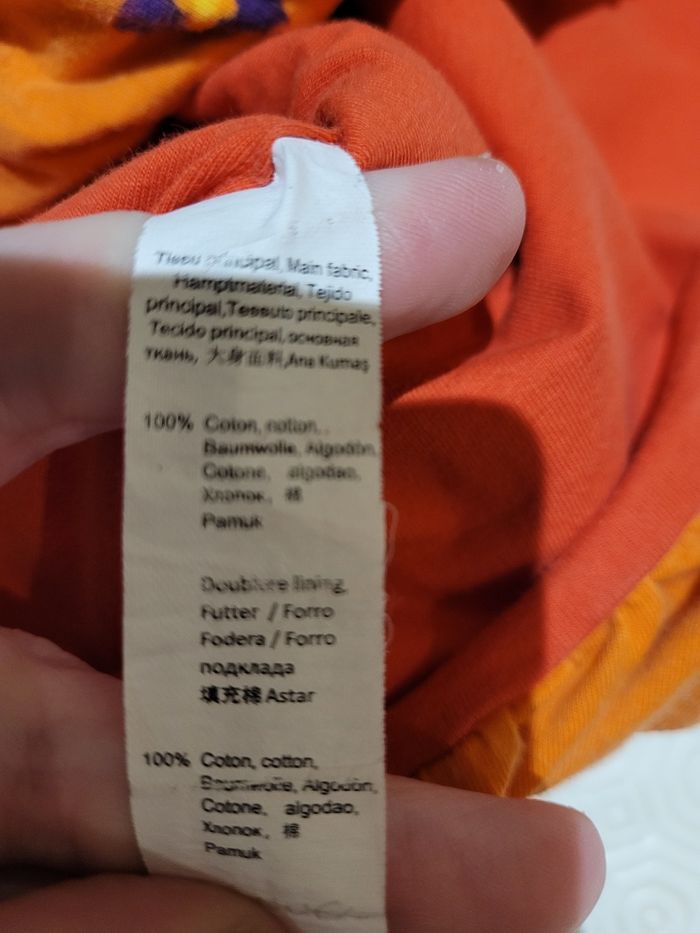 Tissu principal, Main fabric,
Hamptmaterial, Tejido
principal,Tessuto principale,
Tecido principal, основная
ткань, 大身面料,Ana Kumaş
100% Coton, cotton,
Baumwolle, Algodón,
Cotone, algodao,
Хлопок, 棉
Pamuk
Doublure lining,
Futter / Forro
Fodera / Forro
подклада
填充棉 Astar
100% Coton, cotton,
Baumwolle, Algodón,
Cotone, algodao,
Хлопок, 棉
Pamuk